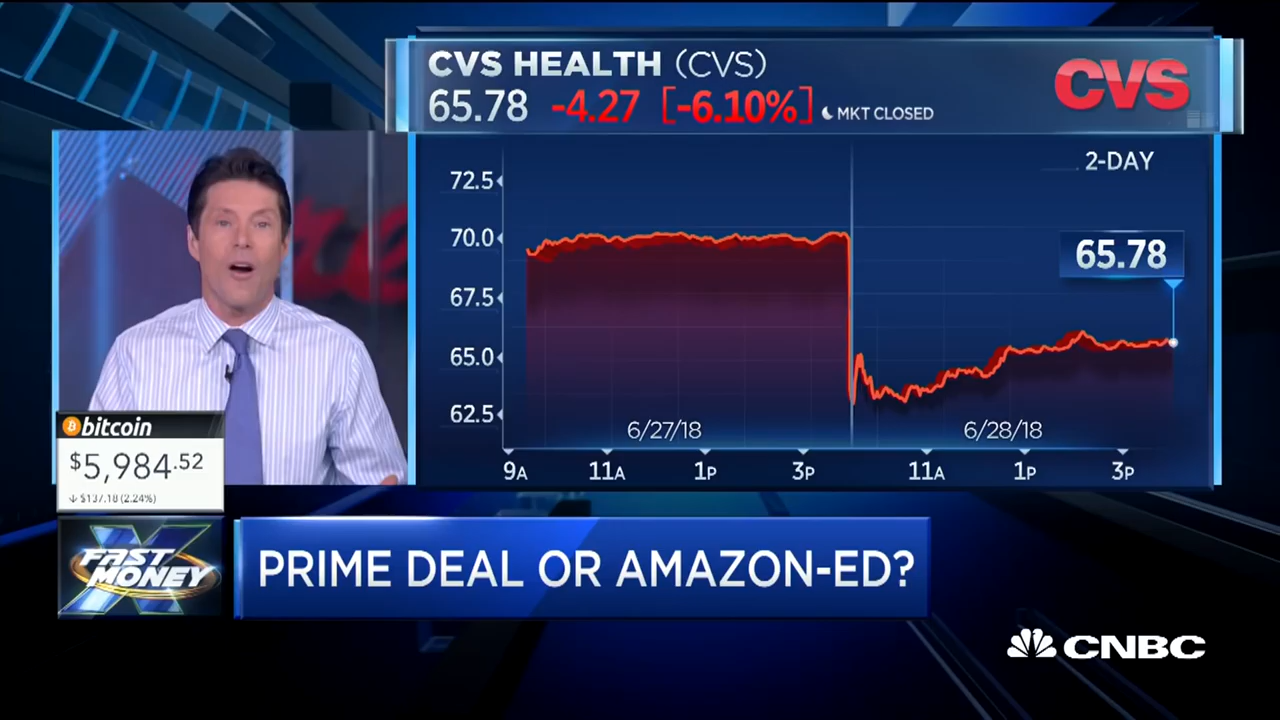 CVS HEALTH (CVS)
65.78 -4.27 [-6.10%] MKT CLOSED
CVS
2-DAY
72.5
70.0
67.5
65.0
62.5
65.78
6/27/18
6/28/18
9A 11A 1P 3P 11A 1P 3P
re
bitcoin
$5,984.52
$137.18 (2.24%)
FAST
MONEY
PRIME DEAL OR AMAZON-ED?
CNBC